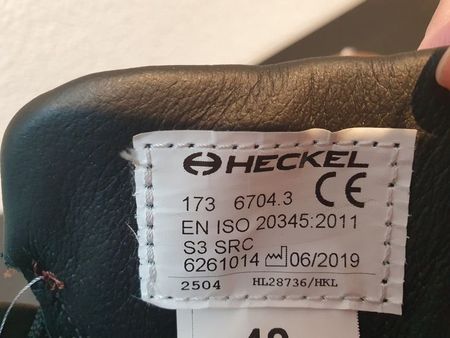 HECKEL
173 6704.3 CE
EN ISO 20345:2011
S3 SRC
6261014 06/2019
2504 HL28736/HKL